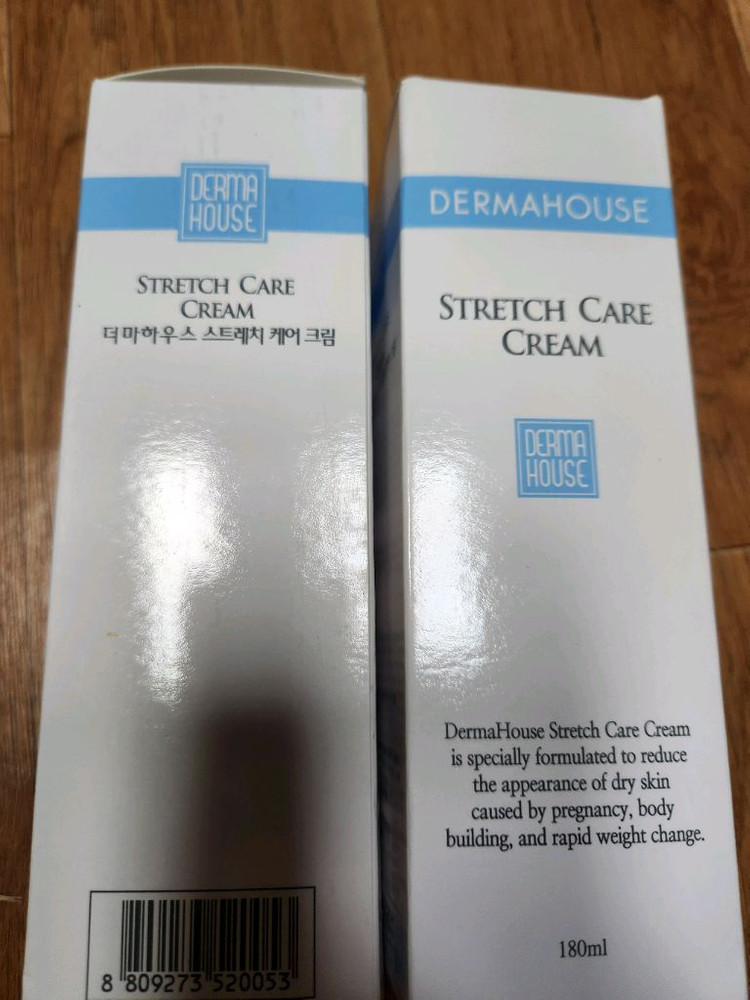 DERMA
HOUSE
STRETCH CARE
CREAM
더마하우스 스트레치 케어 크림
8 809273 520053
DERMAHOUSE
STRETCH CARE
CREAM
DERMA
HOUSE
DermaHouse Stretch Care Cream
is specially formulated to reduce
the appearance of dry skin
caused by pregnancy, body
building, and rapid weight change.
180ml